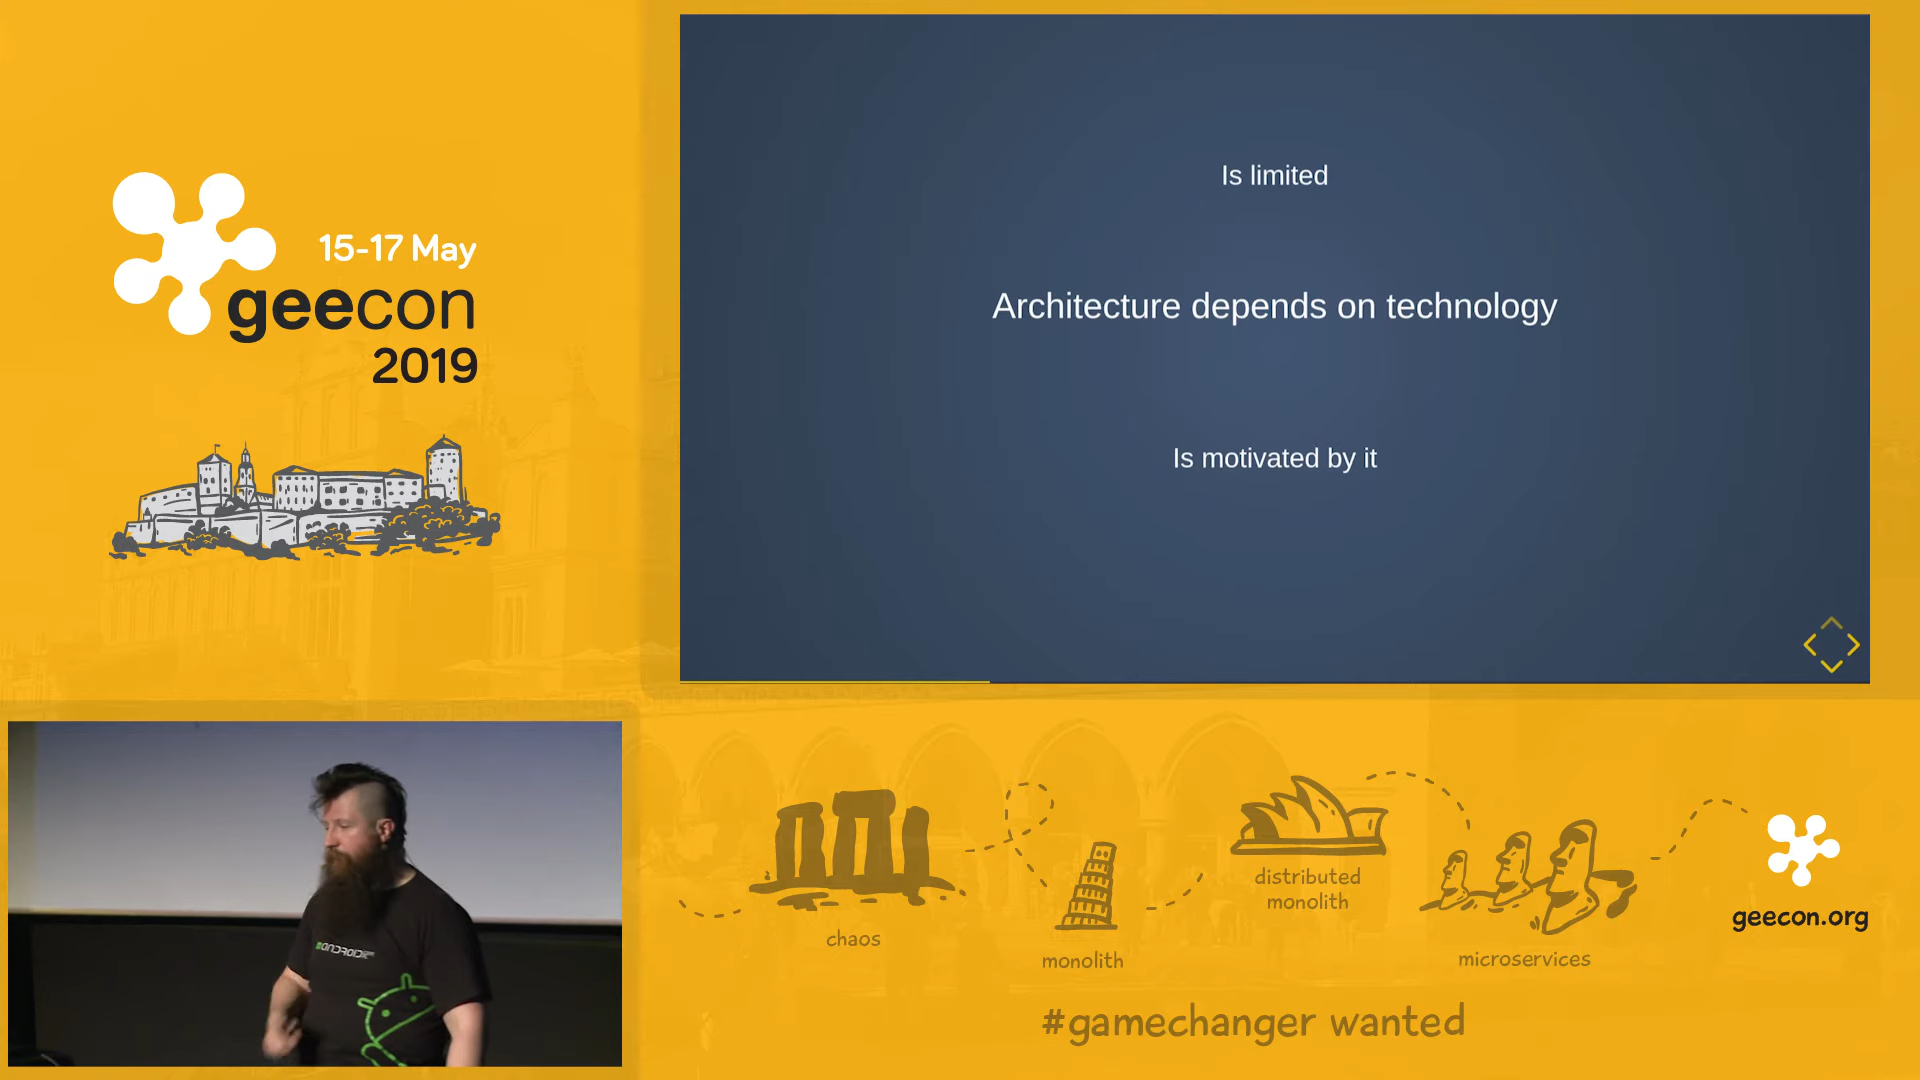 15-17 May
geecon
2019
Is limited
Architecture depends on technology
Is motivated by it
ANDROID
chaos
monolith
distributed
monolith
microservices
geecon.org
#gamechanger wanted